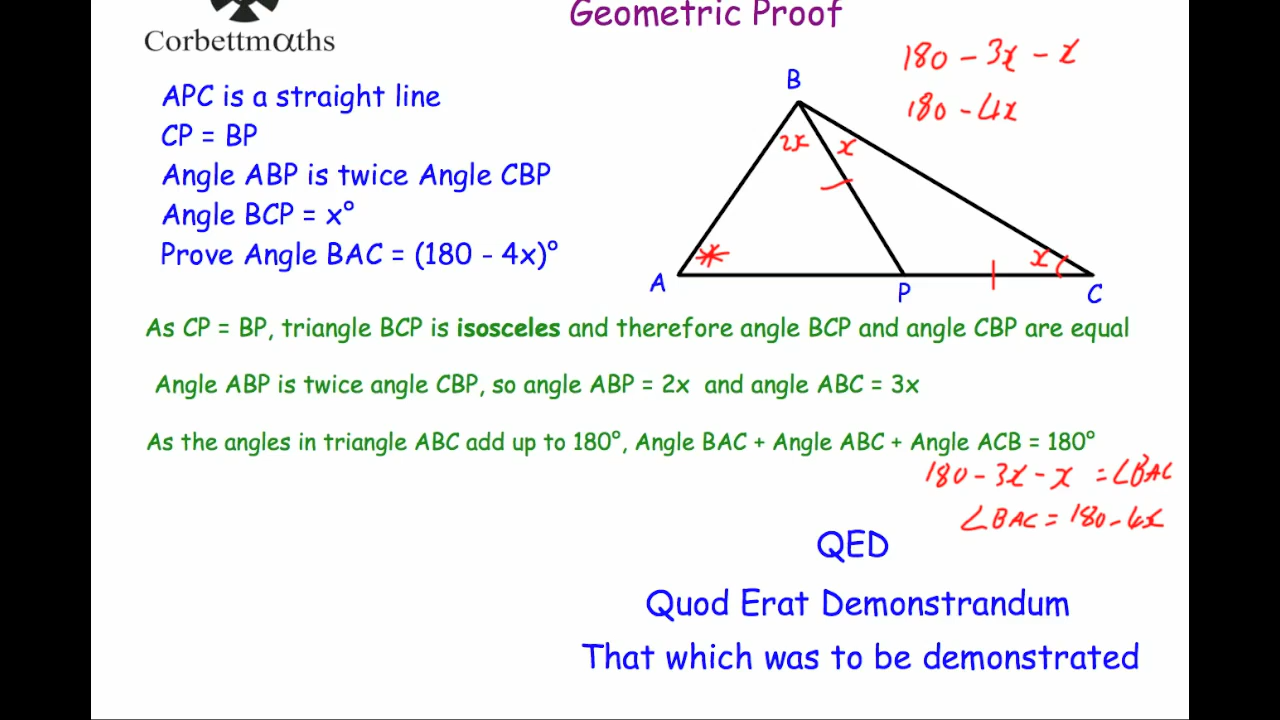 Geometric Proof
Corbettmαths
APC is a straight line
CP = BP
Angle ABP is twice Angle CBP
Angle BCP = x°
Prove Angle BAC = (180 - 4x)°
180 - 3x - x
180 - 4x
B
2x
x
x
A
P
C
As CP = BP, triangle BCP is isosceles and therefore angle BCP and angle CBP are equal
Angle ABP is twice angle CBP, so angle ABP = 2x and angle ABC = 3x
As the angles in triangle ABC add up to 180°, Angle BAC + Angle ABC + Angle ACB = 180°
180 - 3x - x = ∠BAC
∠BAC = 180 - 4x
QED
Quod Erat Demonstrandum
That which was to be demonstrated